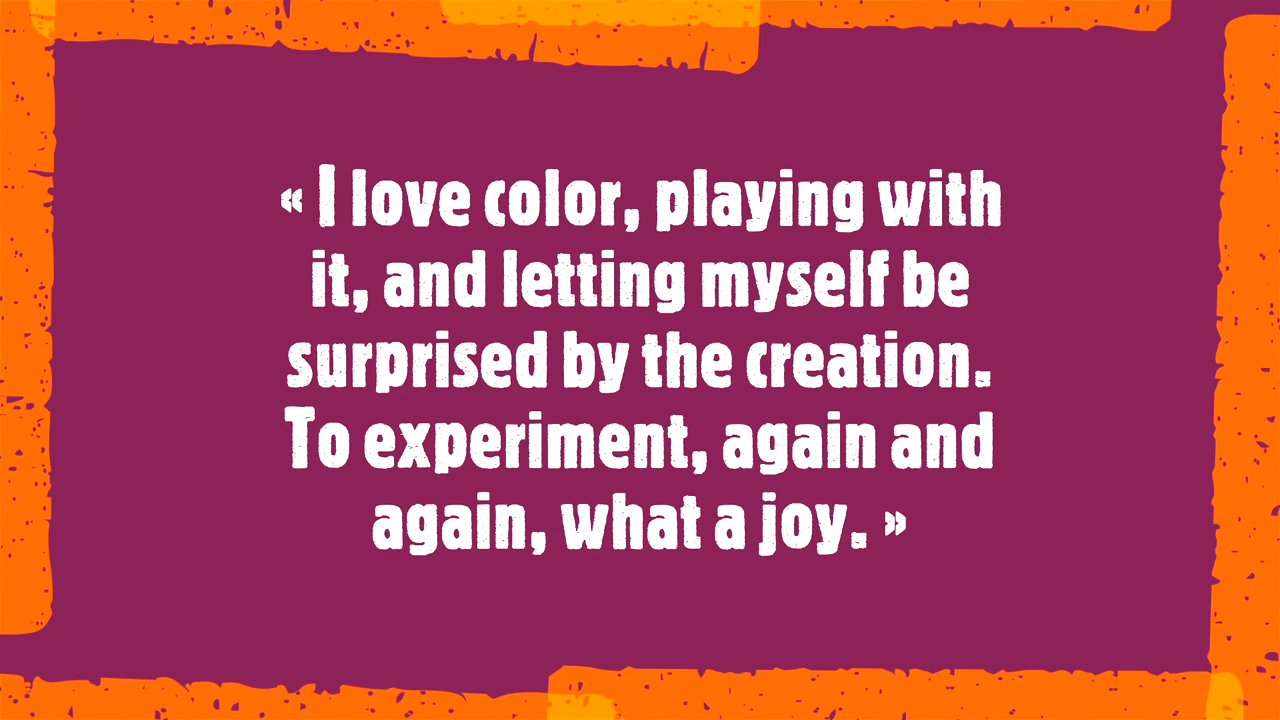 « I love color, playing with
it, and letting myself be
surprised by the creation.
To experiment, again and
again, what a joy. »